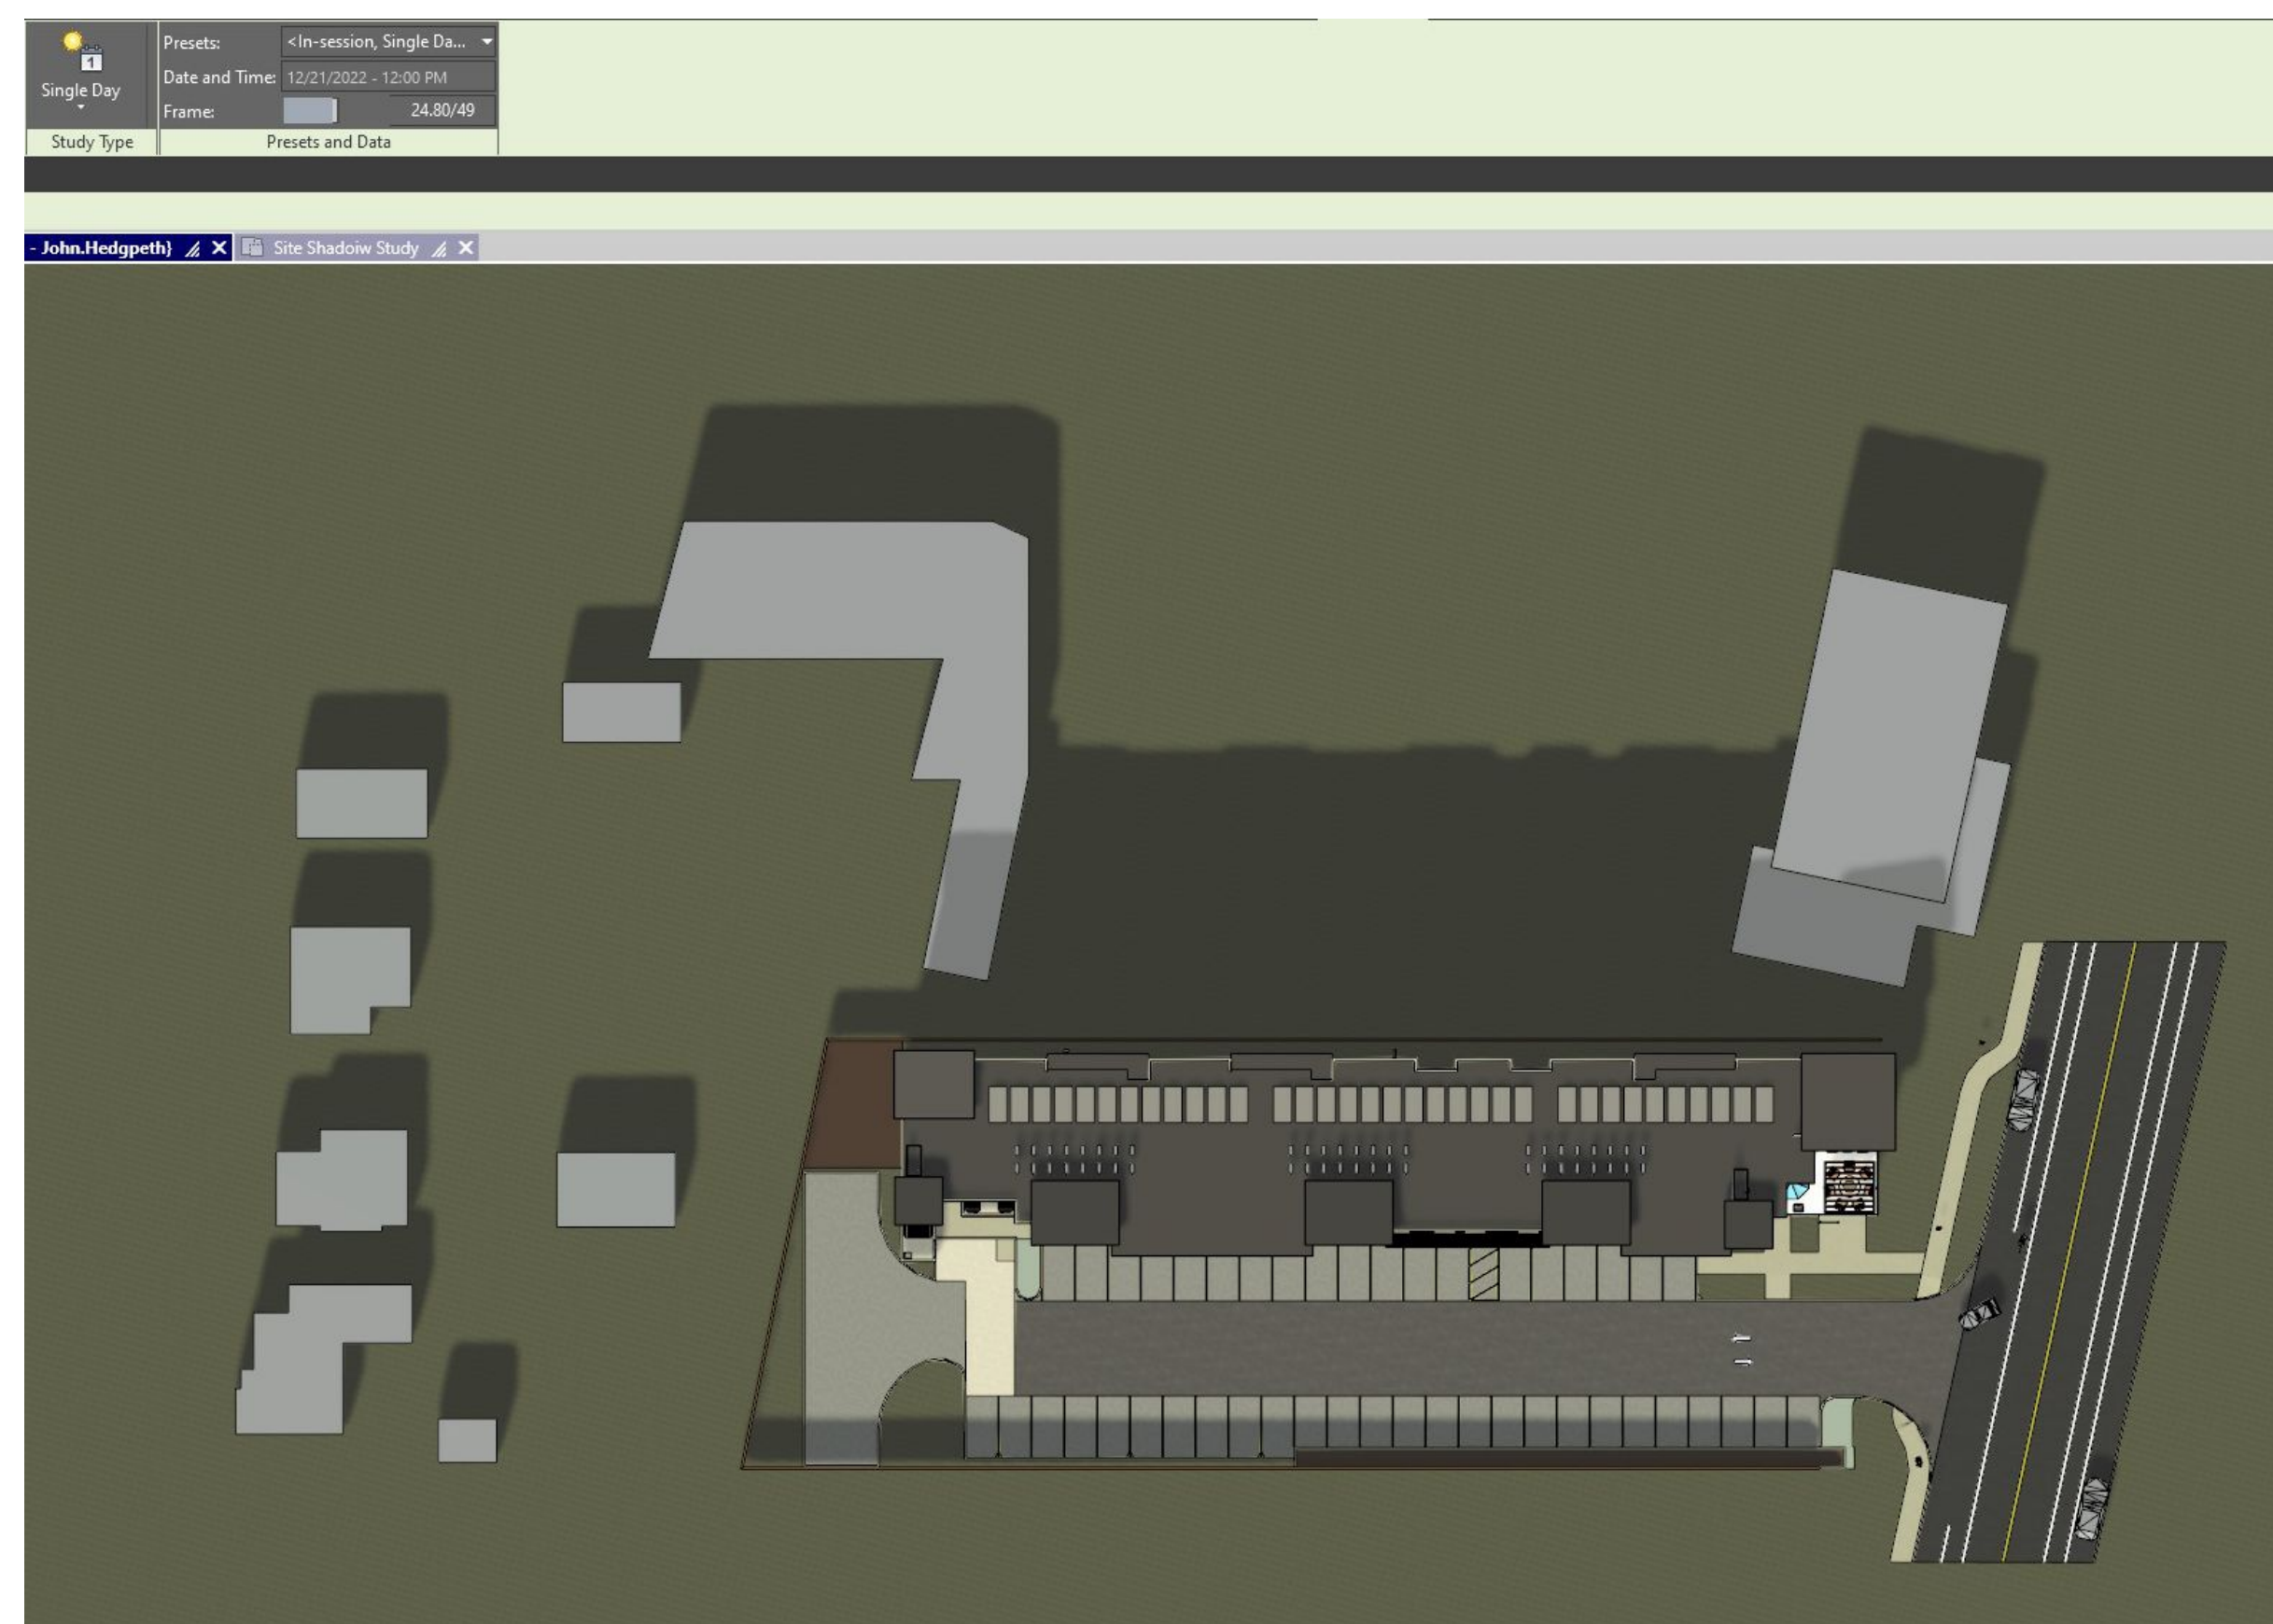 Presets:
<In-session, Single Da...
1
Single Day
Date and Time:
12/21/2022 - 12:00 PM
Frame:
24.80/49
Study Type
Presets and Data
- John.Hedgpeth}
Site Shadoiw Study